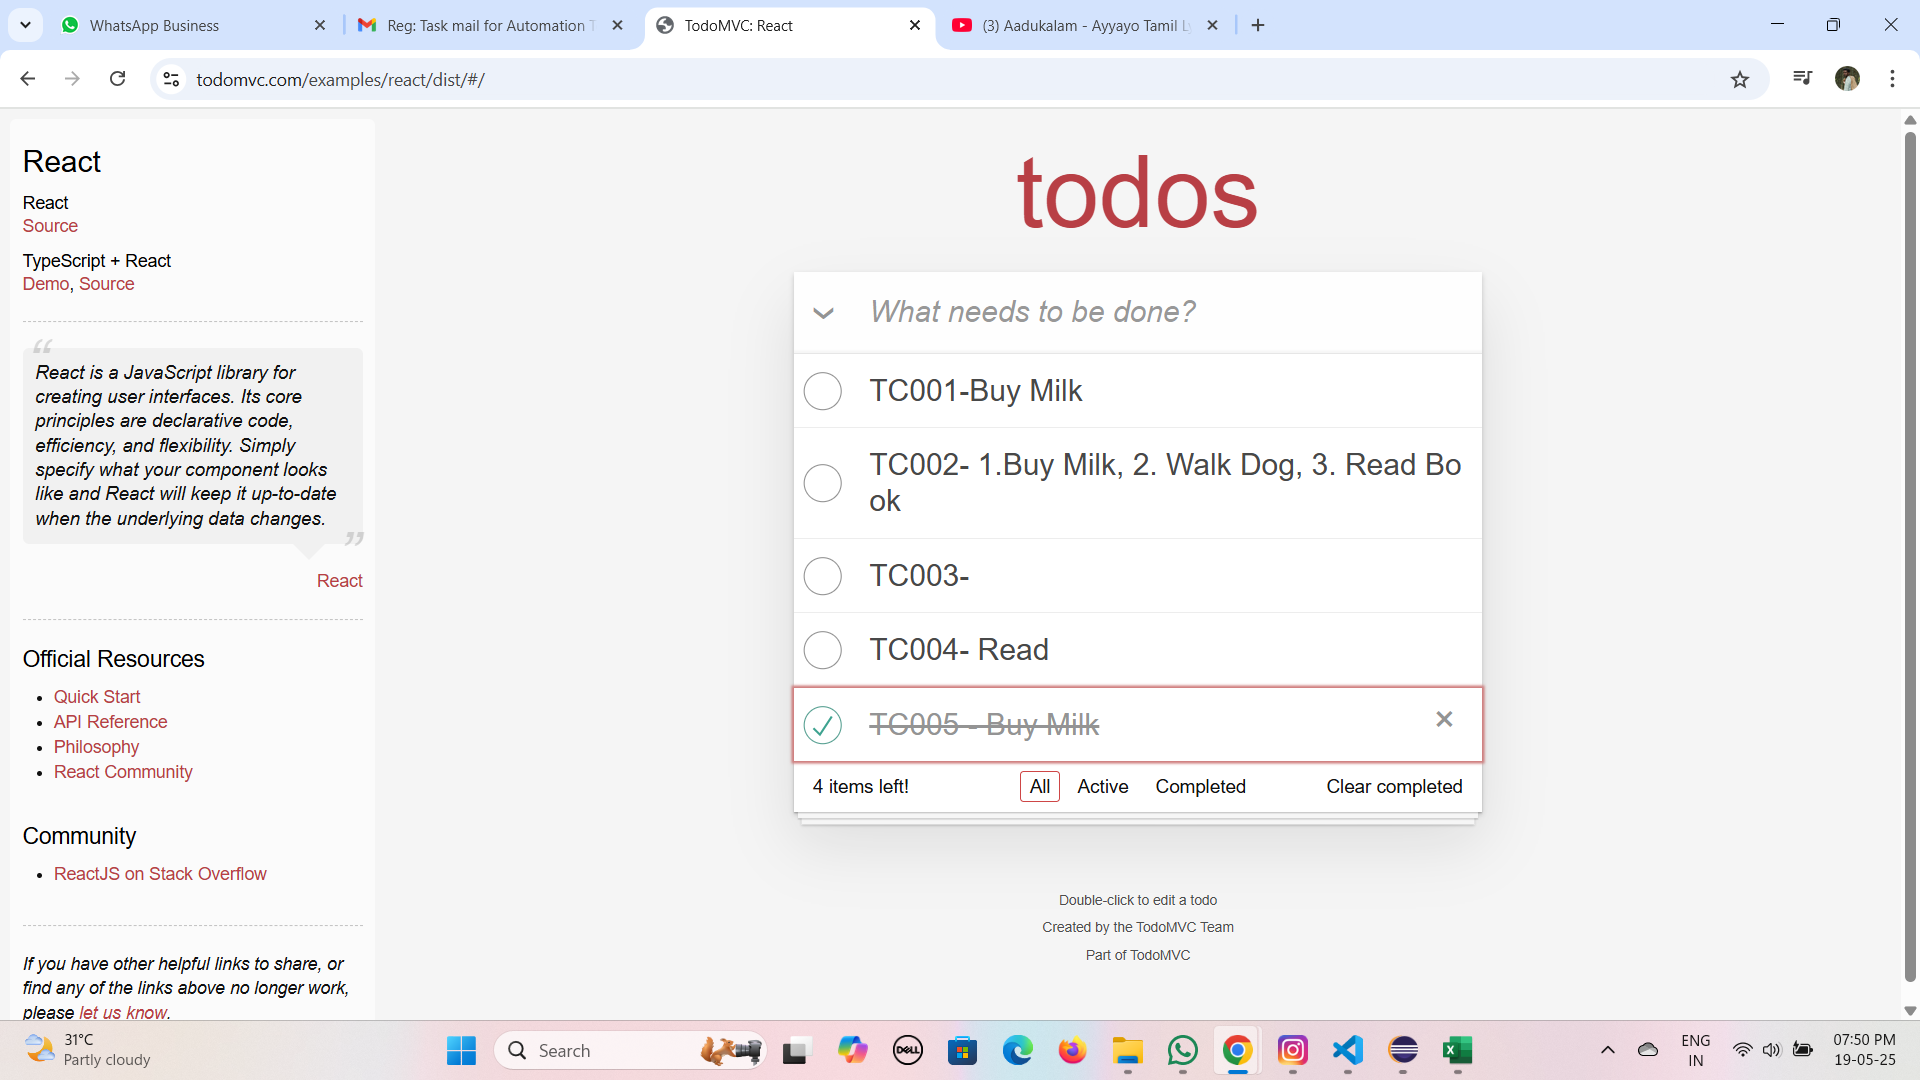 WhatsApp Business
Reg: Task mail for Automation T
TodoMVC: React
(3) Aadukalam - Ayyayo Tamil Ly
todomvc.com/examples/react/dist/#/
React
React
Source
TypeScript + React
Demo, Source
“
React is a JavaScript library for
creating user interfaces. Its core
principles are declarative code,
efficiency, and flexibility. Simply
specify what your component looks
like and React will keep it up-to-date
when the underlying data changes.
”
React
Official Resources
• Quick Start
• API Reference
• Philosophy
• React Community
Community
• ReactJS on Stack Overflow
If you have other helpful links to share, or
find any of the links above no longer work,
please let us know.
todos
What needs to be done?
TC001-Buy Milk
TC002- 1.Buy Milk, 2. Walk Dog, 3. Read Bo
ok
TC003-
TC004- Read
TC005 - Buy Milk
4 items left!
All
Active
Completed
Clear completed
Double-click to edit a todo
Created by the TodoMVC Team
Part of TodoMVC
31°C
Partly cloudy
Search
DELL
ENG
IN
07:50 PM
19-05-25